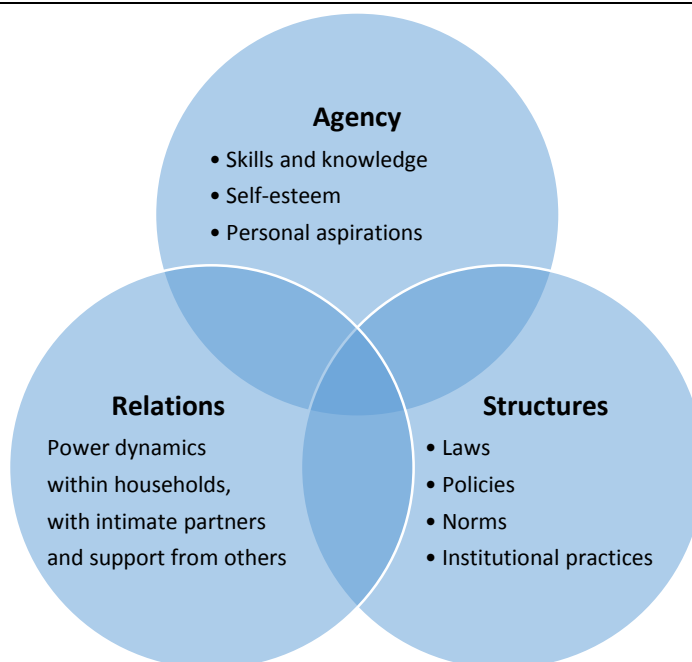 Agency
• Skills and knowledge
• Self-esteem
• Personal aspirations
Relations
Power dynamics
within households,
with intimate partners
and support from others
Structures
• Laws
• Policies
• Norms
• Institutional practices